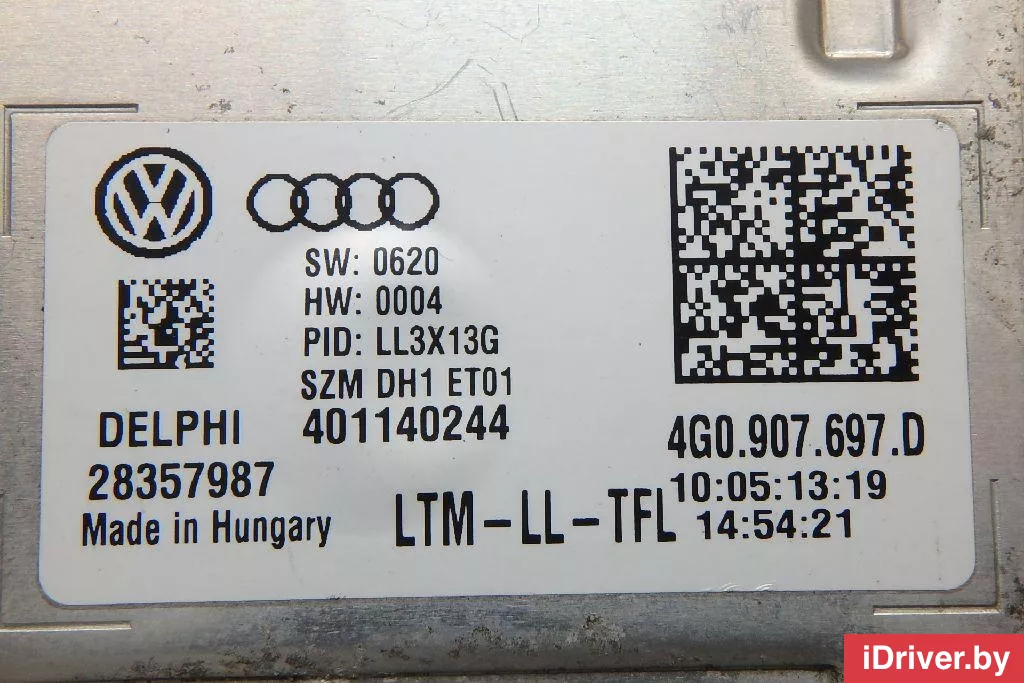 SW: 0620
HW: 0004
PID: LL3X13G
SZM DH1 ET01
DELPHI 401140244
28357987
Made in Hungary
LTM-LL-TFL
4G0.907.697.D
10:05:13:19
14:54:21
iDriver.by